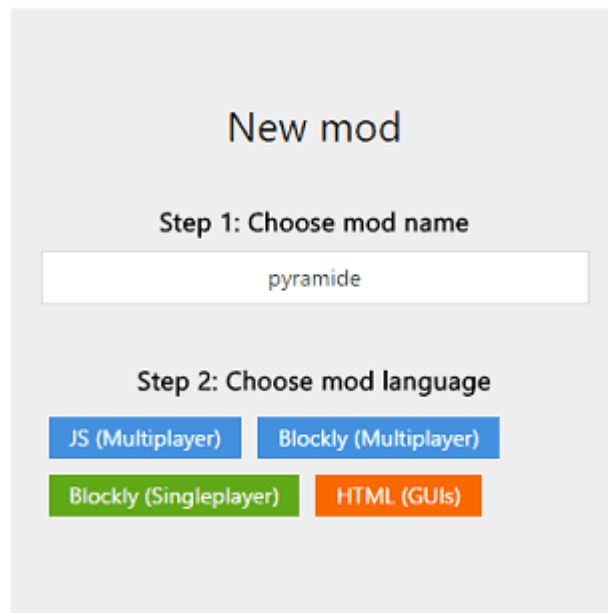 New mod
Step 1: Choose mod name
pyramide
Step 2: Choose mod language
JS (Multiplayer) Blockly (Multiplayer)
Blockly (Singleplayer) HTML (GUIs)